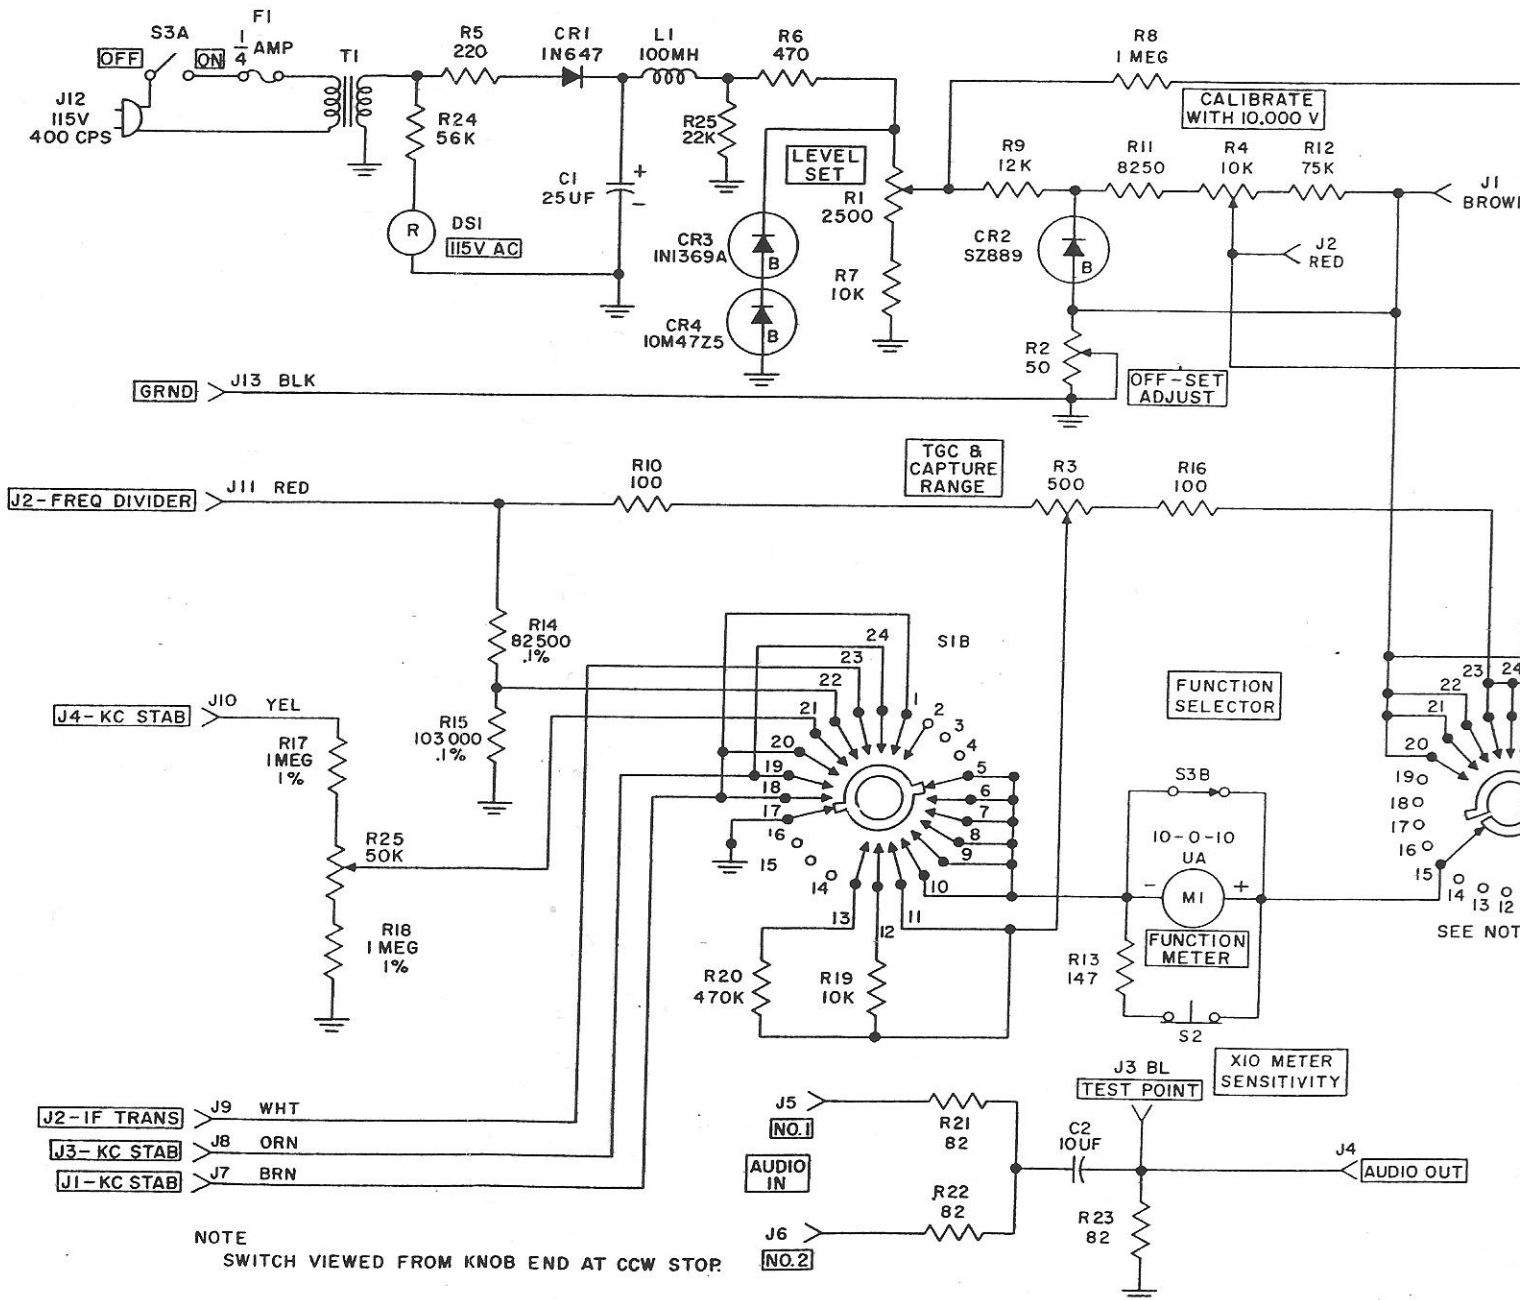 S3A
OFF
ON
F1
1/4 AMP
T1
J12
115V
400 CPS
R5
220
CR1
1N647
L1
100MH
R6
470
R8
1 MEG
CALIBRATE
WITH 10.000 V
R24
56K
R25
22K
LEVEL
SET
R9
12K
R11
8250
R4
10K
R12
75K
C1
25UF
+
-
R1
2500
J1
BROWN
R
DS1
115V AC
CR3
1N1369A
B
CR2
SZ889
B
J2
RED
R7
10K
CR4
10M47Z5
B
R2
50
OFF-SET
ADJUST
GRND
J13 BLK
TGC &
CAPTURE
RANGE
R10
100
R3
500
R16
100
J2-FREQ DIVIDER
J11 RED
R14
82500
.1%
S1B
24
23
22
21
20
19
18
17
16
15
14
13
12
11
10
9
8
7
6
5
4
3
2
1
FUNCTION
SELECTOR
24
23
22
21
20
19
18
17
16
15
14
13
12
J10 YEL
J4-KC STAB
R17
1MEG
1%
R15
103000
.1%
S3B
10-0-10
UA
- M1 +
FUNCTION
METER
SEE NOT
R25
50K
R18
1 MEG
1%
R20
470K
R19
10K
R13
147
S2
X10 METER
SENSITIVITY
J3 BL
TEST POINT
J2-IF TRANS
J9 WHT
J3-KC STAB
J8 ORN
J1-KC STAB
J7 BRN
J5
NO.1
R21
82
C2
10UF
J4
AUDIO OUT
AUDIO
IN
R22
82
R23
82
J6
NO.2
NOTE
SWITCH VIEWED FROM KNOB END AT CCW STOP.